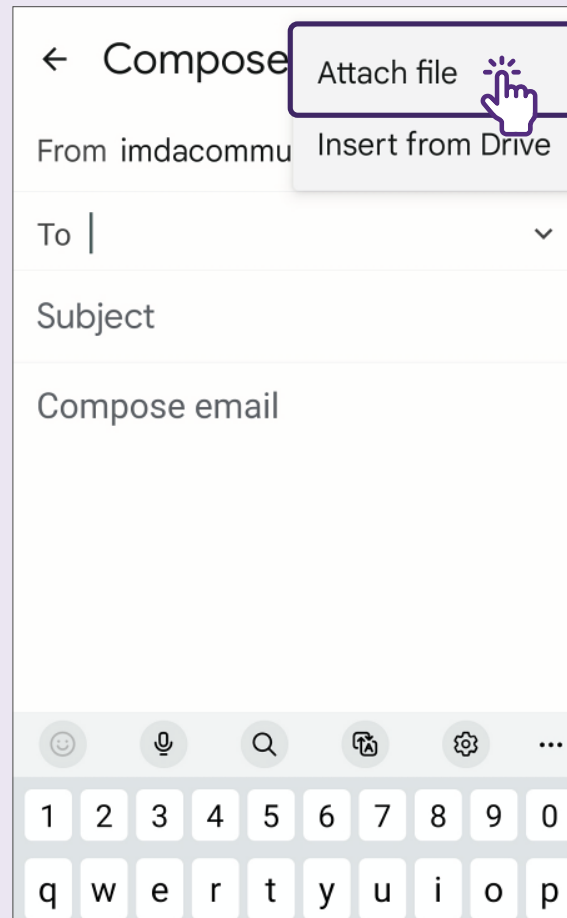 Compose
Attach file
From imdacommu
Insert from Drive
To
Subject
Compose email
1 2 3 4 5 6 7 8 9 0
q w e r t y u i o p